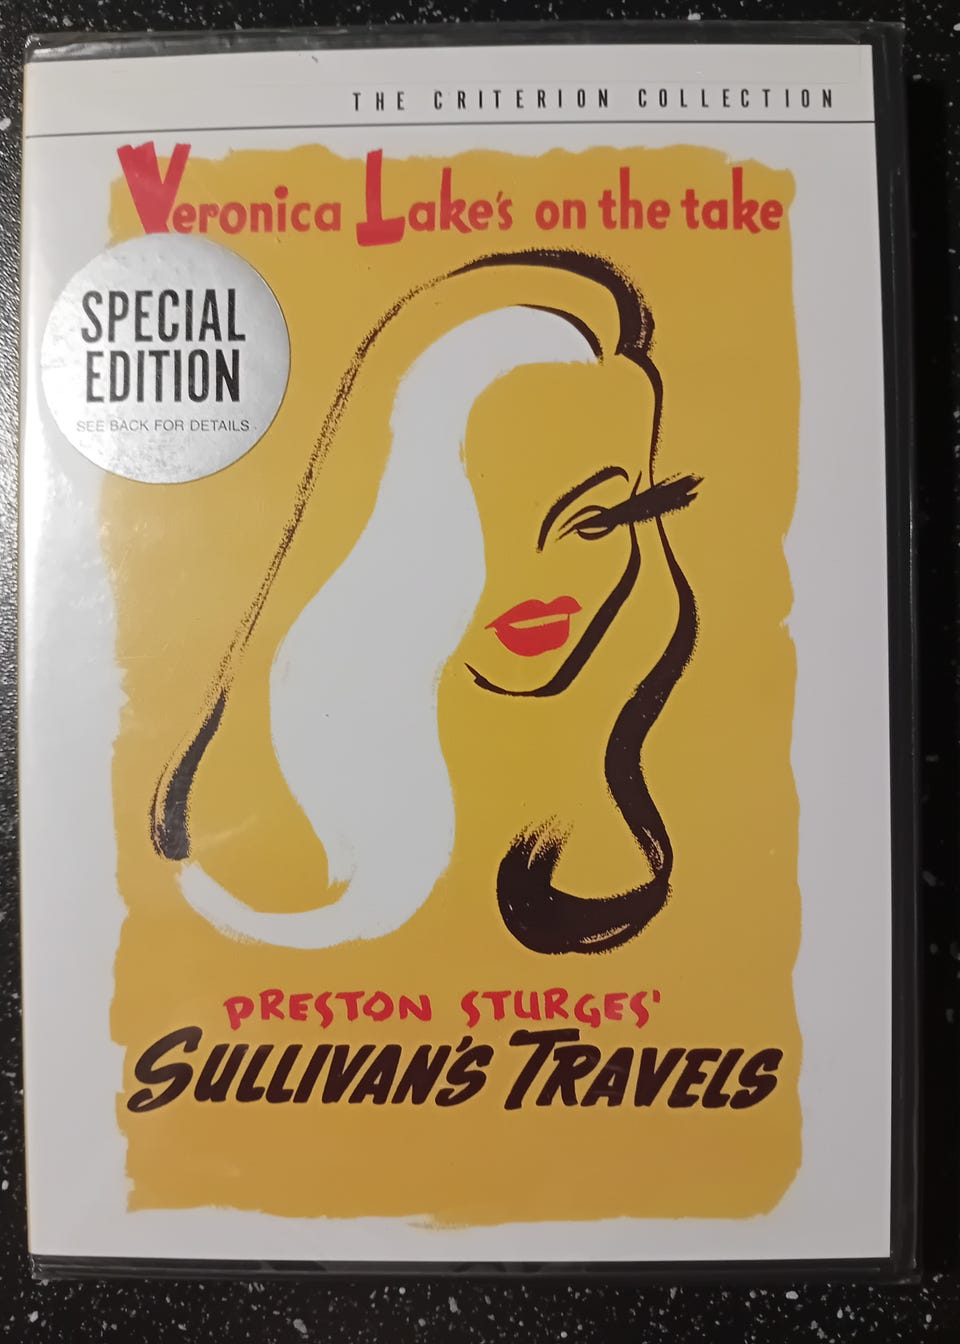 THE CRITERION COLLECTION
Veronica Lake's on the take
SPECIAL
EDITION
SEE BACK FOR DETAILS
PRESTON STURGES'
SULLIVAN'S TRAVELS